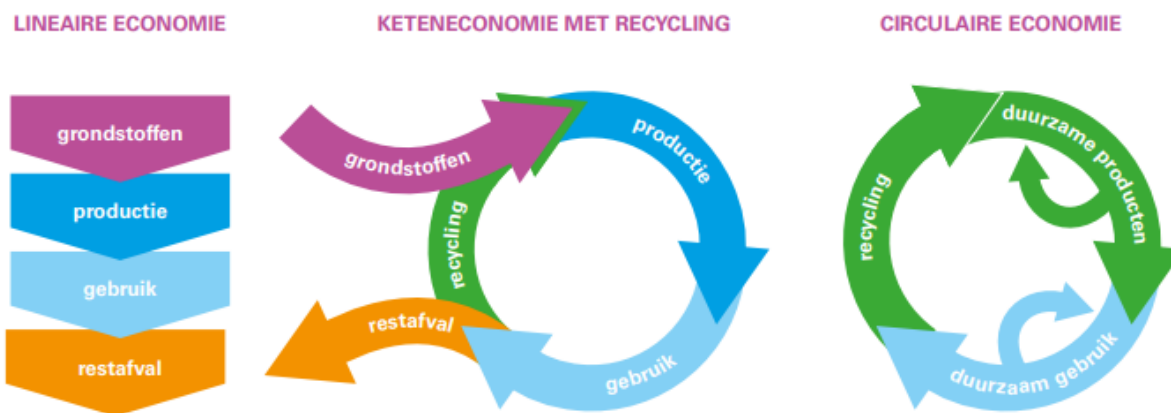 LINEAIRE ECONOMIE
grondstoffen
productie
gebruik
restafval
KETENECONOMIE MET RECYCLING
grondstoffen
productie
gebruik
restafval
recycling
CIRCULAIRE ECONOMIE
duurzame producten
duurzaam gebruik
recycling